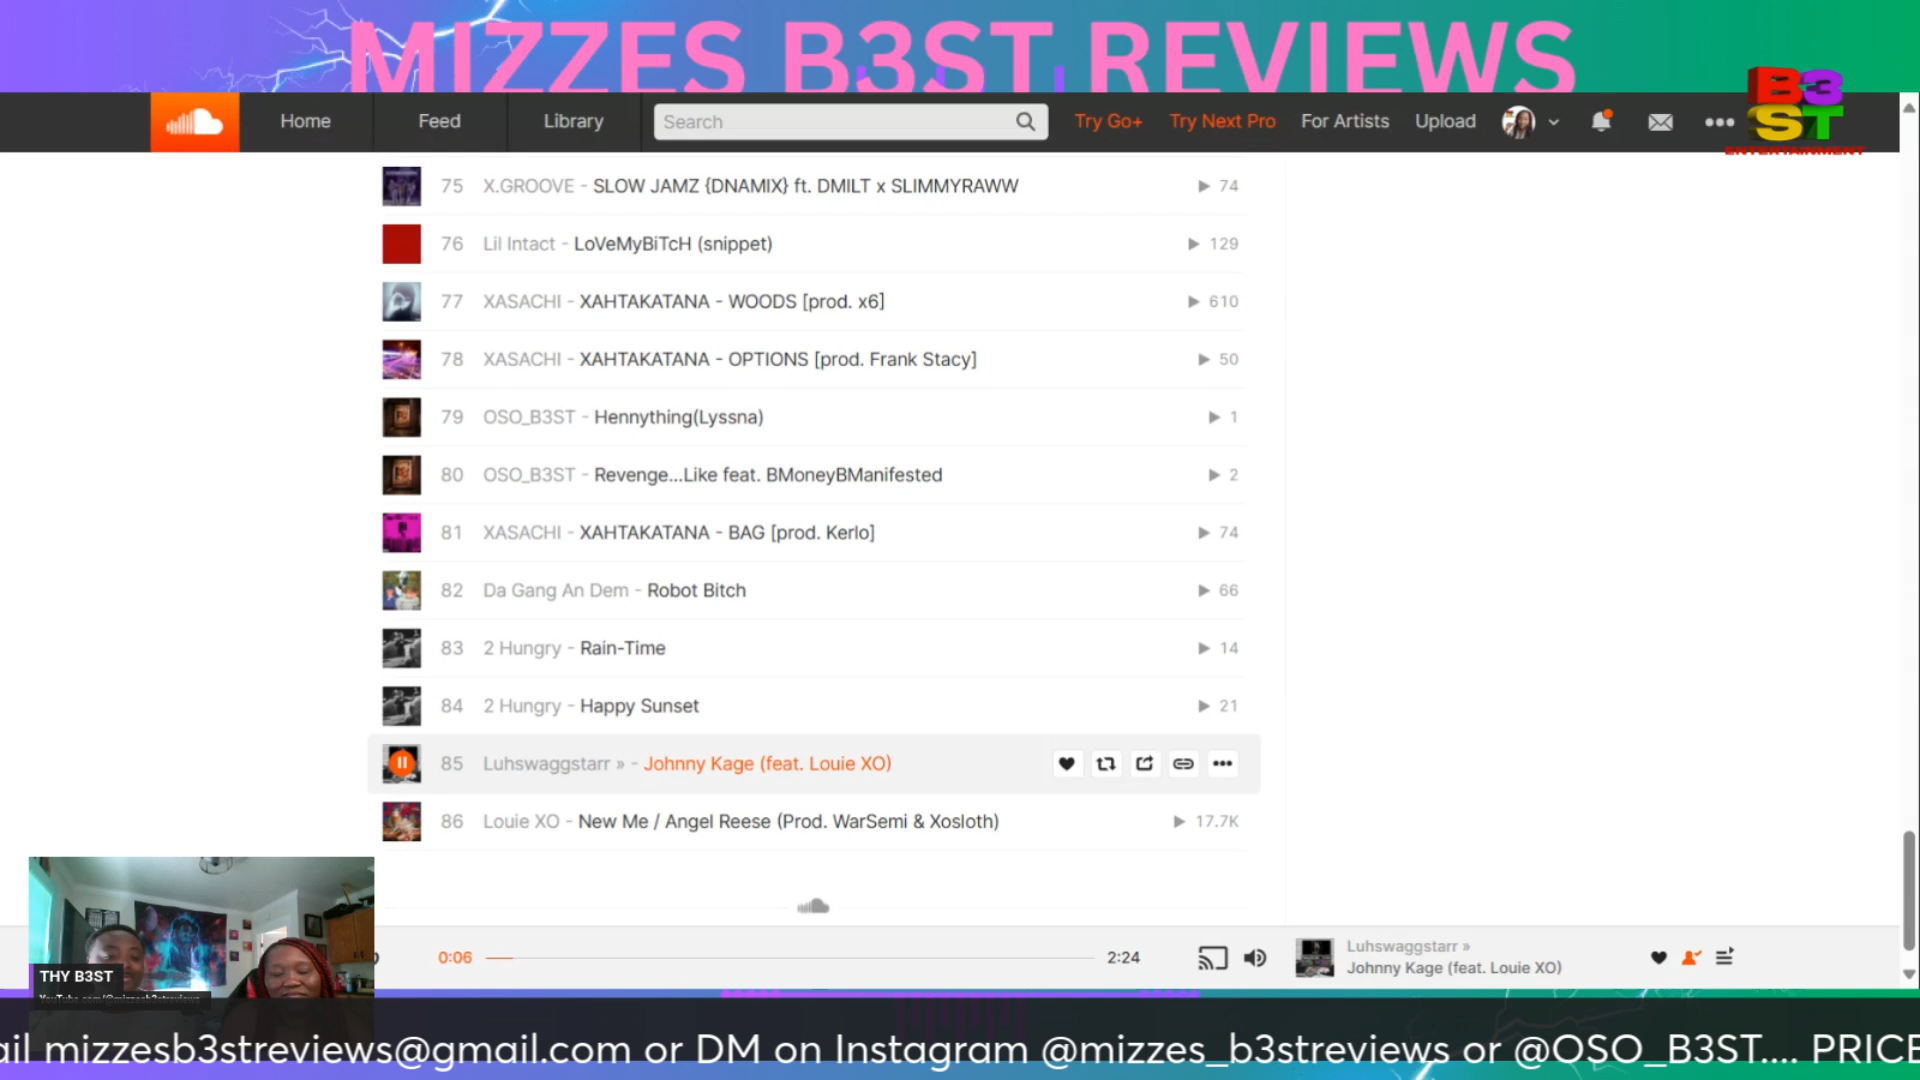 MIZZES B3ST REVIEWS
B3
ST
ENTERTAINMENT
Home
Feed
Library
Search
Try Go+
Try Next Pro
For Artists
Upload
75 X.GROOVE - SLOW JAMZ {DNAMIX} ft. DMILT x SLIMMYRAWW 74
76 Lil Intact - LoVeMyBiTcH (snippet) 129
77 XASACHI - XAHTAKATANA - WOODS [prod. x6] 610
78 XASACHI - XAHTAKATANA - OPTIONS [prod. Frank Stacy] 50
79 OSO_B3ST - Hennything(Lyssna) 1
80 OSO_B3ST - Revenge...Like feat. BMoneyBManifested 2
81 XASACHI - XAHTAKATANA - BAG [prod. Kerlo] 74
82 Da Gang An Dem - Robot Bitch 66
83 2 Hungry - Rain-Time 14
84 2 Hungry - Happy Sunset 21
85 Luhswaggstarr » - Johnny Kage (feat. Louie XO)
86 Louie XO - New Me / Angel Reese (Prod. WarSemi & Xosloth) 17.7K
0:06
2:24
Luhswaggstarr »
Johnny Kage (feat. Louie XO)
THY B3ST
YouTube.com/@mizzesb3streviews
ail mizzesb3streviews@gmail.com or DM on Instagram @mizzes_b3streviews or @OSO_B3ST.... PRICE